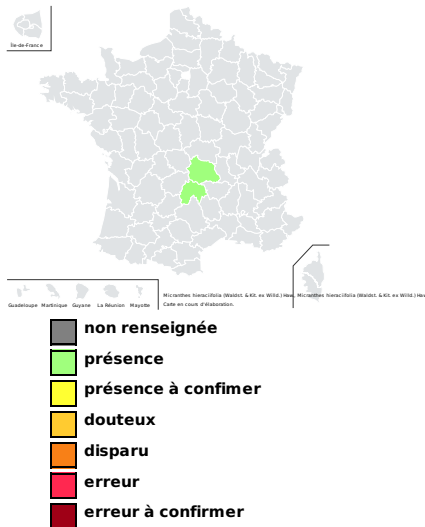 Île-de-France
Guadeloupe Martinique Guyane La Réunion Mayotte
Micranthes hieraciifolia (Waldst. & Kit. ex Willd.) Haw., Micranthes hieraciifolia (Waldst. & Kit. ex Willd.) Haw
Carte en cours d'élaboration.
non renseignée
présence
présence à confimer
douteux
disparu
erreur
erreur à confirmer